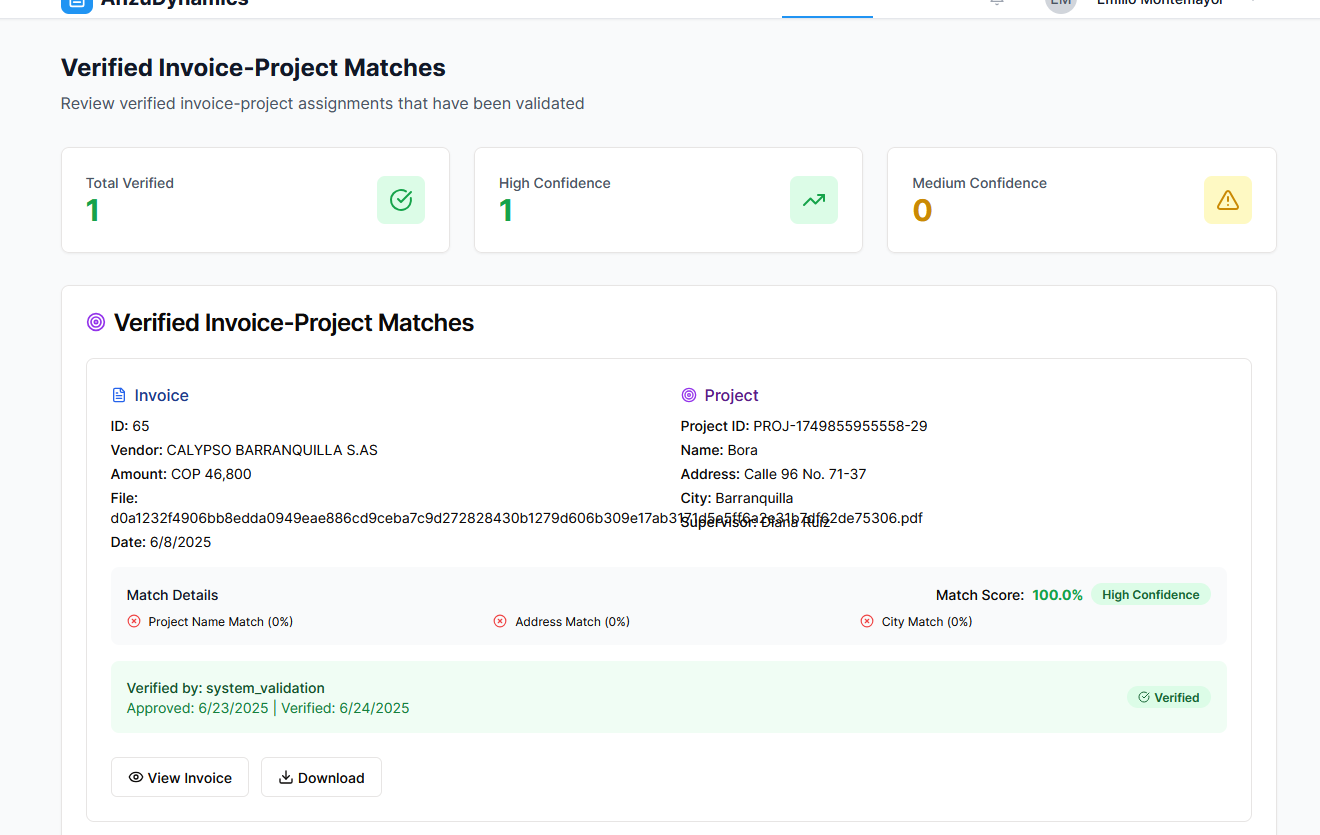 AnzuDynamics
EM
Emilio Montemayor
Verified Invoice-Project Matches
Review verified invoice-project assignments that have been validated
Total Verified
1
High Confidence
1
Medium Confidence
0
Verified Invoice-Project Matches
Invoice
ID: 65
Vendor: CALYPSO BARRANQUILLA S.AS
Amount: COP 46,800
File:
d0a1232f4906bb8edda0949eae886cd9ceba7c9d272828430b1279d606b309e17ab3171d5e5ff6a2e31b7df62de75306.pdf
Date: 6/8/2025
Project
Project ID: PROJ-1749855955558-29
Name: Bora
Address: Calle 96 No. 71-37
City: Barranquilla
Supervisor: Diana Ruiz
Match Details
Match Score: 100.0% High Confidence
Project Name Match (0%)
Address Match (0%)
City Match (0%)
Verified by: system_validation
Approved: 6/23/2025 | Verified: 6/24/2025
Verified
View Invoice
Download